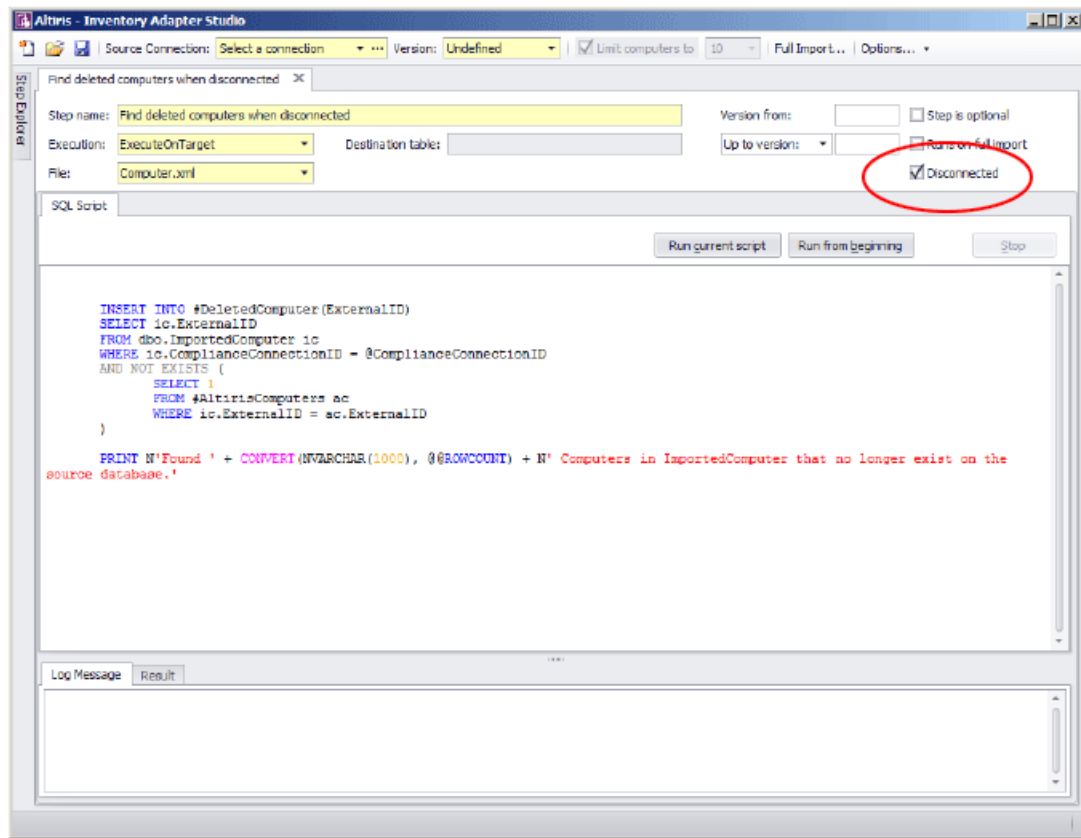 Altiris - Inventory Adapter Studio
Source Connection: Select a connection Version: Undefined Limit computers to 10 Full Import... Options...
Step Explorer
Find deleted computers when disconnected
Step name: Find deleted computers when disconnected Version from: Step is optional
Execution: ExecuteOnTarget Destination table: Up to version: Runs on full import
File: Computer.xml Disconnected
SQL Script
Run current script Run from beginning Stop
INSERT INTO #DeletedComputer(ExternalID)
SELECT ic.ExternalID
FROM dbo.ImportedComputer ic
WHERE ic.ComplianceConnectionID = @ComplianceConnectionID
AND NOT EXISTS (
SELECT 1
FROM #AltirisComputers ac
WHERE ic.ExternalID = ac.ExternalID
)
PRINT N'Found ' + CONVERT(NVARCHAR(1000), @@ROWCOUNT) + N' Computers in ImportedComputer that no longer exist on the
source database.'
Log Message Result